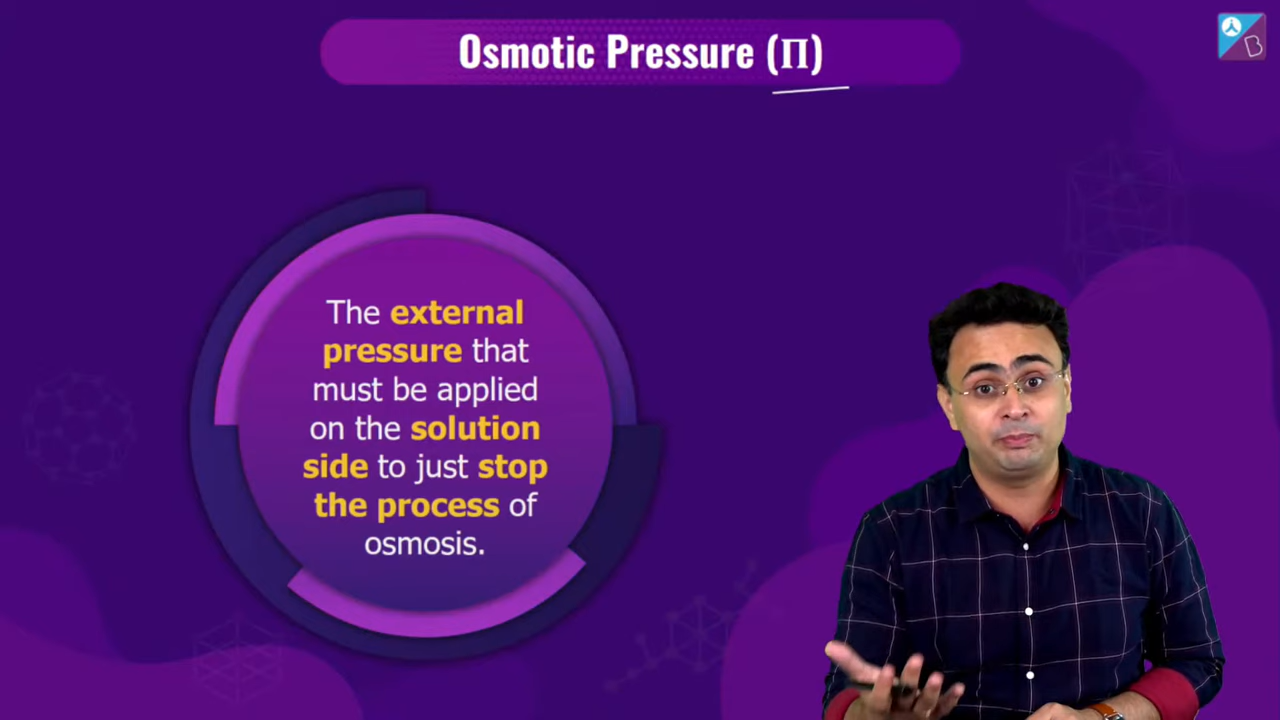 Osmotic Pressure (Π)
The external
pressure that
must be applied
on the solution
side to just stop
the process of
osmosis.
B